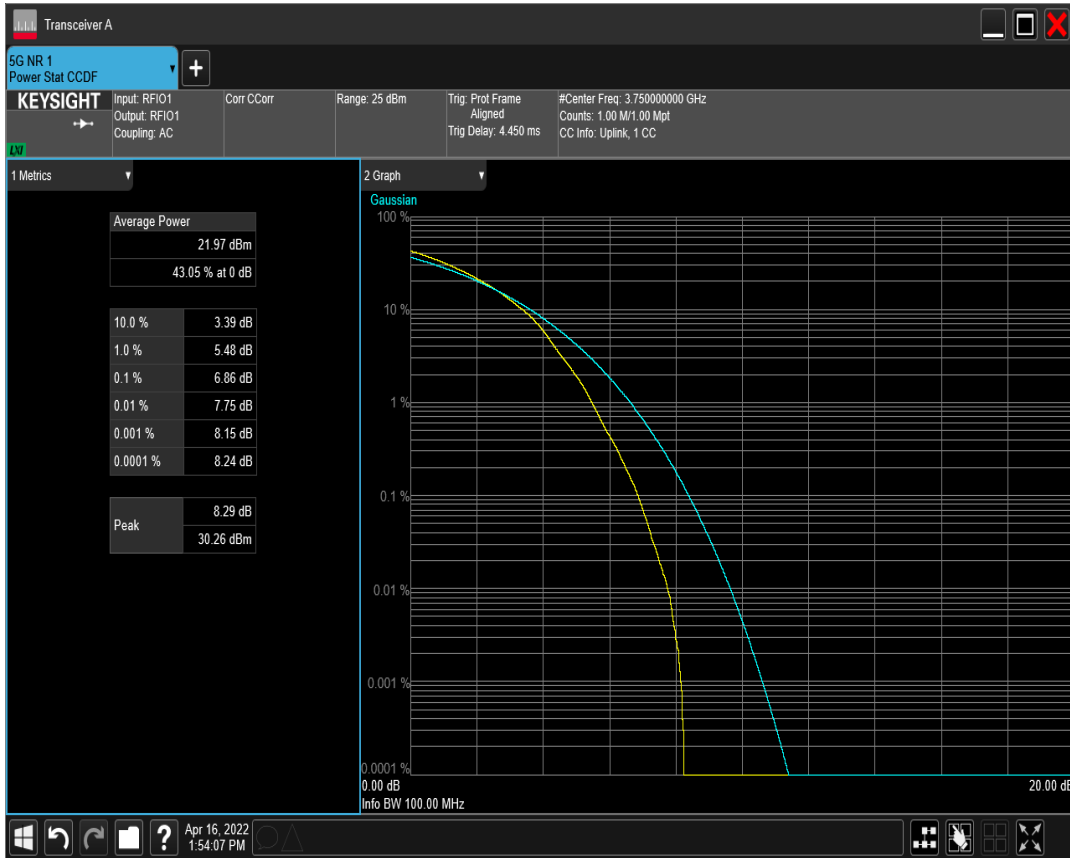 Transceiver A
5G NR 1
Power Stat CCDF
KEYSIGHT
LXI
Input: RFIO1
Output: RFIO1
Coupling: AC
Corr CCorr
Range: 25 dBm
Trig: Prot Frame
Aligned
Trig Delay: 4.450 ms
#Center Freq: 3.750000000 GHz
Counts: 1.00 M/1.00 Mpt
CC Info: Uplink, 1 CC
1 Metrics
Average Power
21.97 dBm
43.05 % at 0 dB
10.0 % 3.39 dB
1.0 % 5.48 dB
0.1 % 6.86 dB
0.01 % 7.75 dB
0.001 % 8.15 dB
0.0001 % 8.24 dB
Peak
8.29 dB
30.26 dBm
2 Graph
Gaussian
100 %
10 %
1 %
0.1 %
0.01 %
0.001 %
0.0001 %
0.00 dB 20.00 dB
Info BW 100.00 MHz
?
Apr 16, 2022
1:54:07 PM